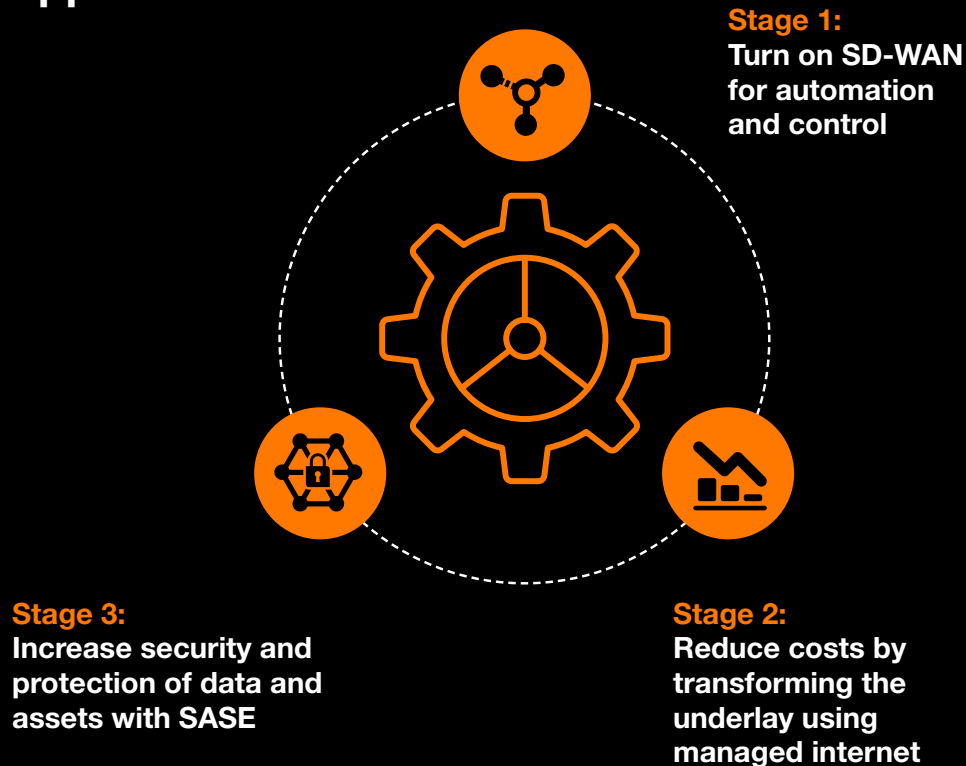 Stage 1:
Turn on SD-WAN
for automation
and control
Stage 3:
Increase security and
protection of data and
assets with SASE
Stage 2:
Reduce costs by
transforming the
underlay using
managed internet